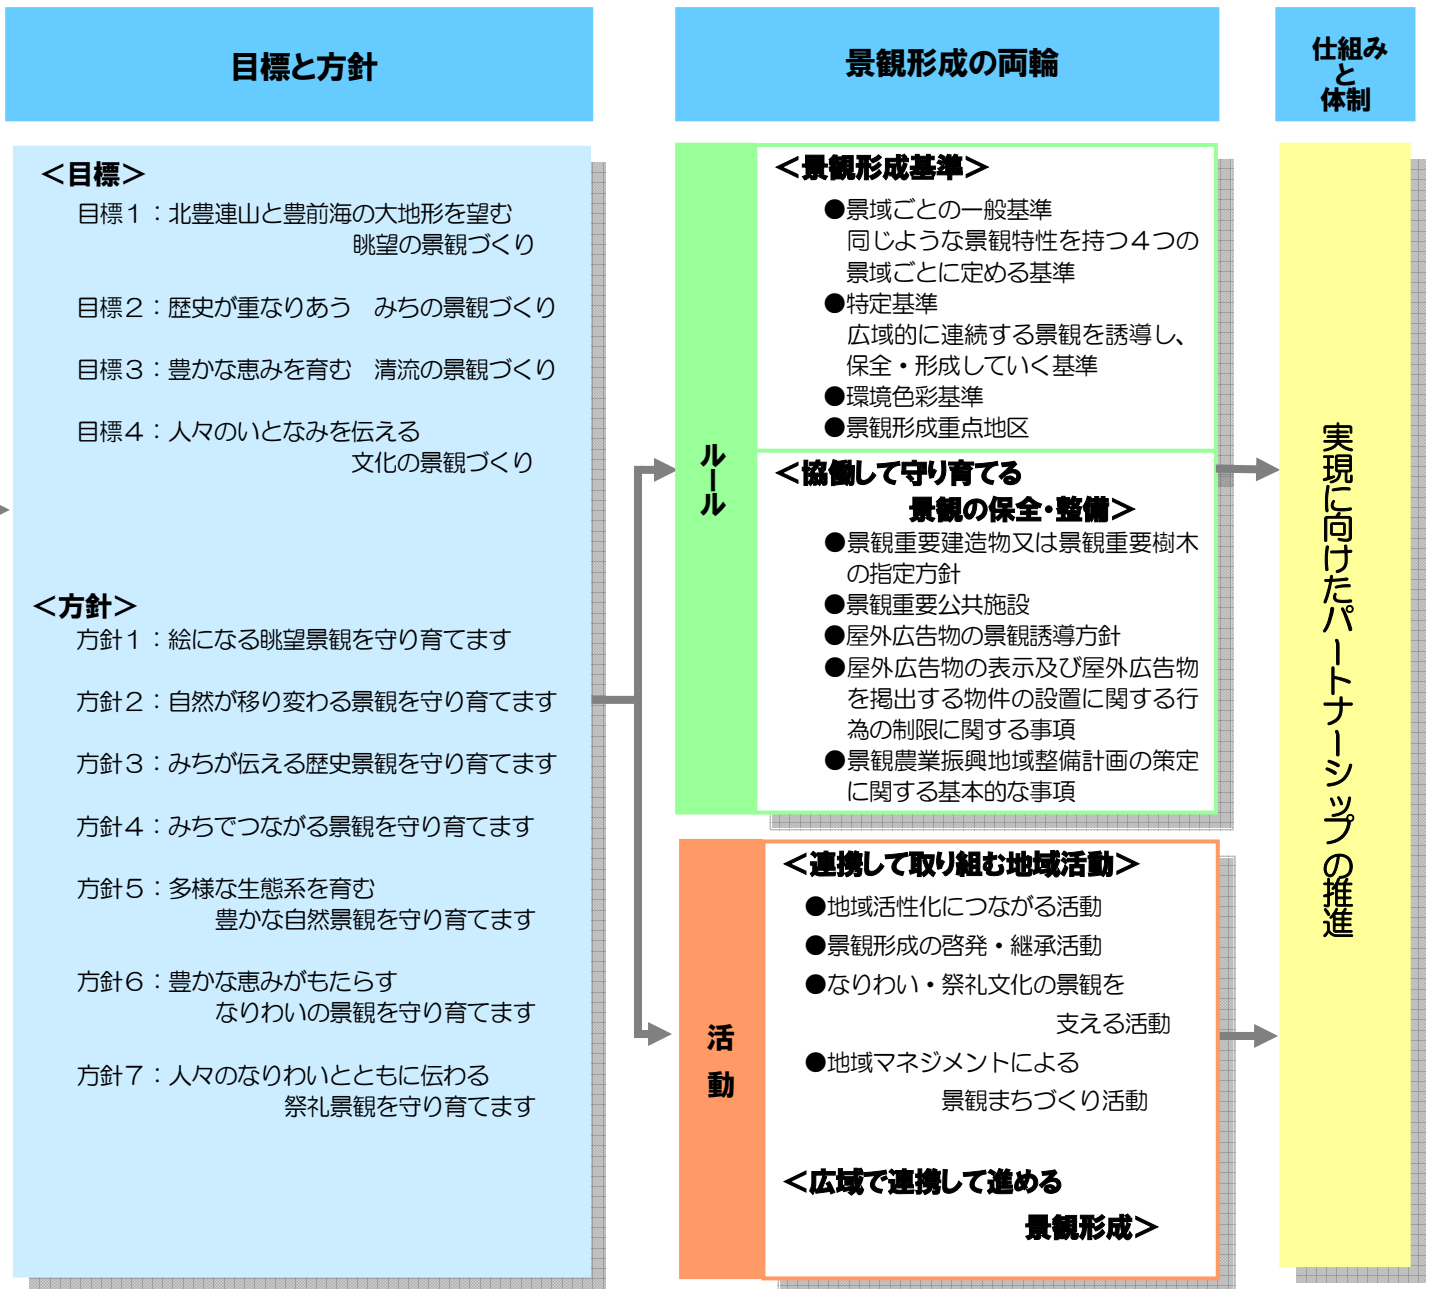 目標と方針
＜目標＞
目標１：北豊連山と豊前海の大地形を望む
眺望の景観づくり
目標２：歴史が重なりあう　みちの景観づくり
目標３：豊かな恵みを育む　清流の景観づくり
目標４：人々のいとなみを伝える
文化の景観づくり
＜方針＞
方針１：絵になる眺望景観を守り育てます
方針２：自然が移り変わる景観を守り育てます
方針３：みちが伝える歴史景観を守り育てます
方針４：みちでつながる景観を守り育てます
方針５：多様な生態系を育む
豊かな自然景観を守り育てます
方針６：豊かな恵みがもたらす
なりわいの景観を守り育てます
方針７：人々のなりわいとともに伝わる
祭礼景観を守り育てます
景観形成の両輪
ルール
＜景観形成基準＞
●景域ごとの一般基準
同じような景観特性を持つ４つの
景域ごとに定める基準
●特定基準
広域的に連続する景観を誘導し、
保全・形成していく基準
●環境色彩基準
●景観形成重点地区
＜協働して守り育てる
景観の保全・整備＞
●景観重要建造物又は景観重要樹木
の指定方針
●景観重要公共施設
●屋外広告物の景観誘導方針
●屋外広告物の表示及び屋外広告物
を掲出する物件の設置に関する行
為の制限に関する事項
●景観農業振興地域整備計画の策定
に関する基本的な事項
活動
＜連携して取り組む地域活動＞
●地域活性化につながる活動
●景観形成の啓発・継承活動
●なりわい・祭礼文化の景観を
支える活動
●地域マネジメントによる
景観まちづくり活動
＜広域で連携して進める
景観形成＞
仕組み
と
体制
実現に向けたパートナーシップの推進